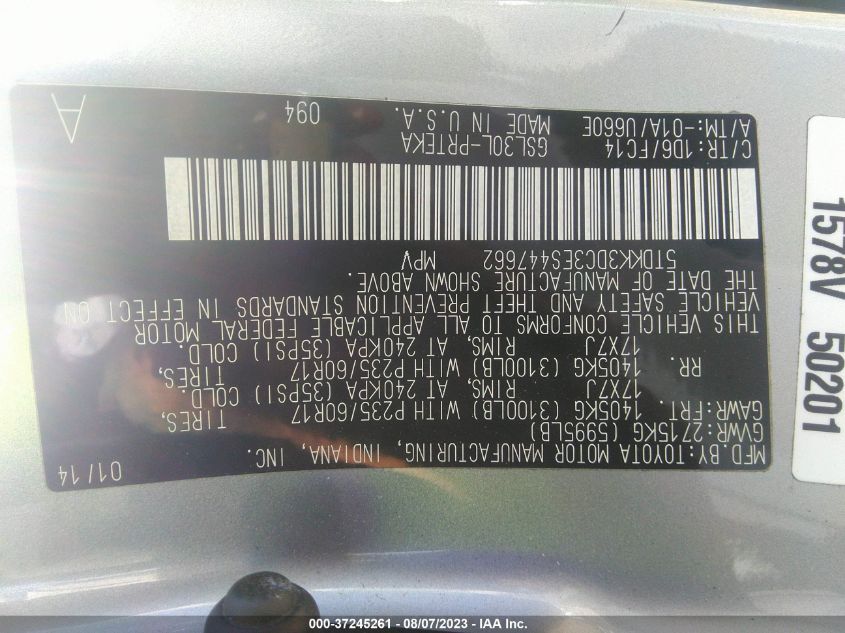 MFD.BY:TOYOTA MOTOR MANUFACTURING, INDIANA, INC. 01/14
GVWR:2715KG (5995LB)
GAWR:FRT. 1405KG (3100LB) WITH P235/60R17 TIRES,
17X7J RIMS, AT 240KPA (35PSI) COLD.
RR. 1405KG (3100LB) WITH P235/60R17 TIRES,
17X7J RIMS, AT 240KPA (35PSI) COLD.
THIS VEHICLE CONFORMS TO ALL APPLICABLE FEDERAL MOTOR
VEHICLE SAFETY AND THEFT PREVENTION STANDARDS IN EFFECT ON
THE DATE OF MANUFACTURE SHOWN ABOVE.
5TDKK3DC3ES447662 MPV
C/TR:1D6/FC14 GSL30L-PRTEKA 094 A
A/TM:-01A/U660E MADE IN U.S.A.
1578V 50201
000-37245261 - 08/07/2023 - IAA Inc.